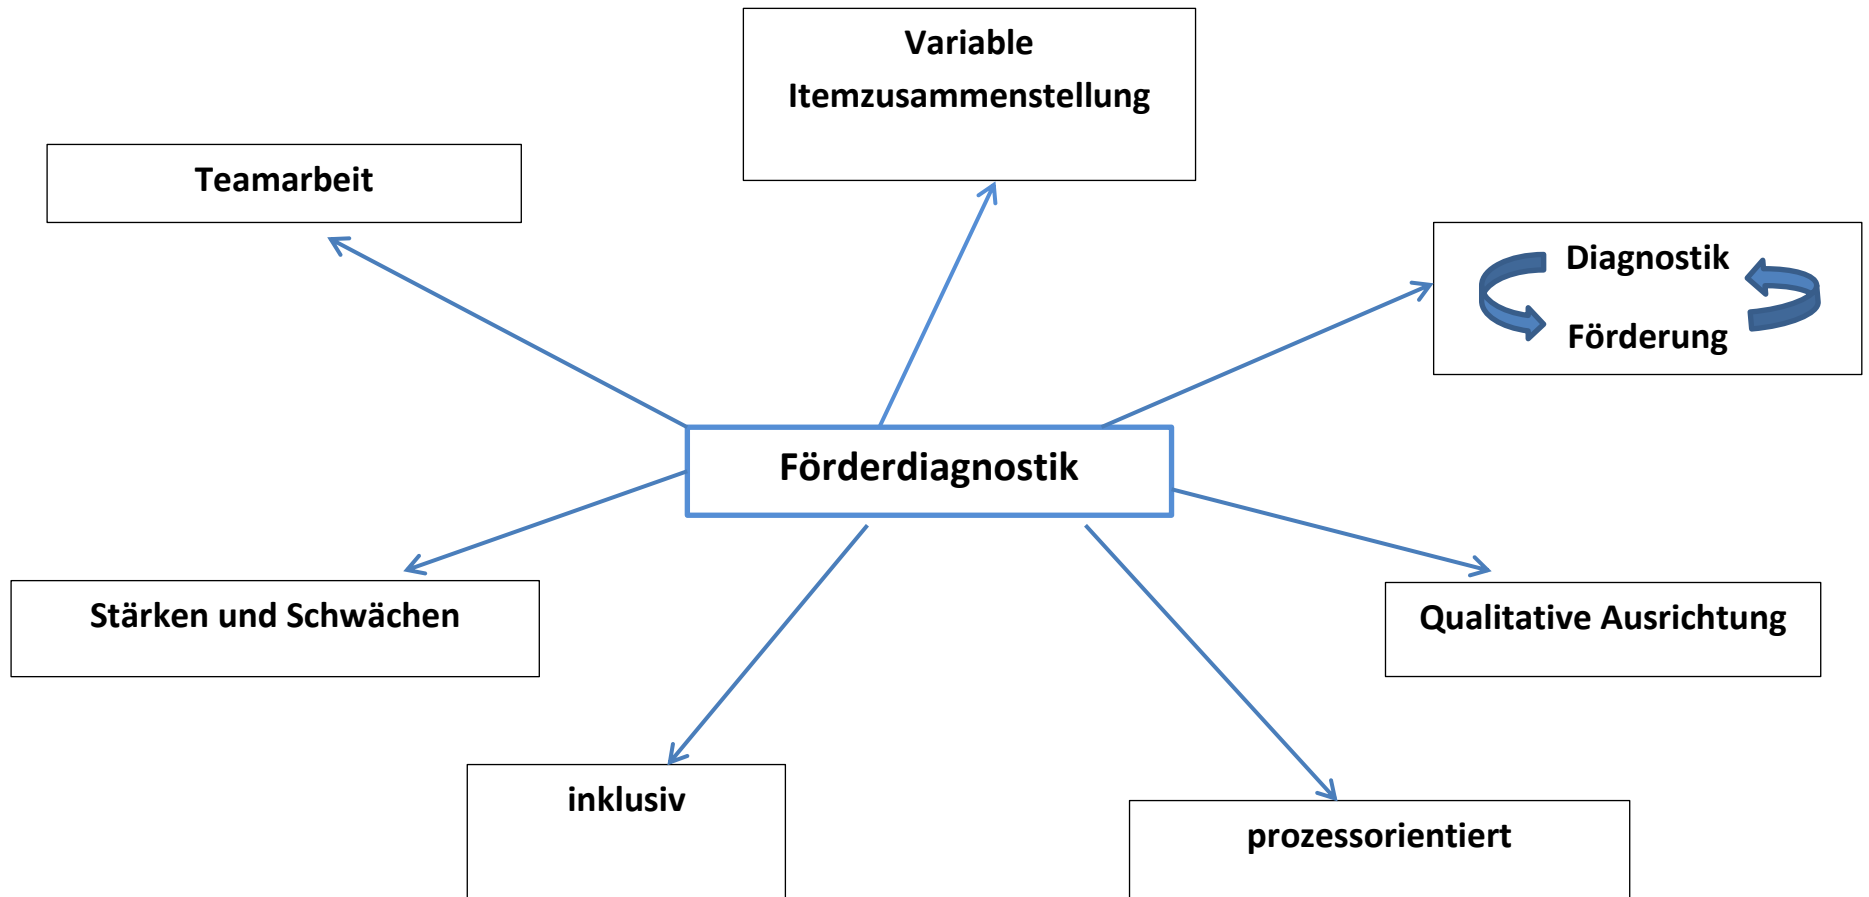 Variable
Itemzusammenstellung
Teamarbeit
Diagnostik
Förderung
Förderdiagnostik
Stärken und Schwächen
Qualitative Ausrichtung
inklusiv
prozessorientiert